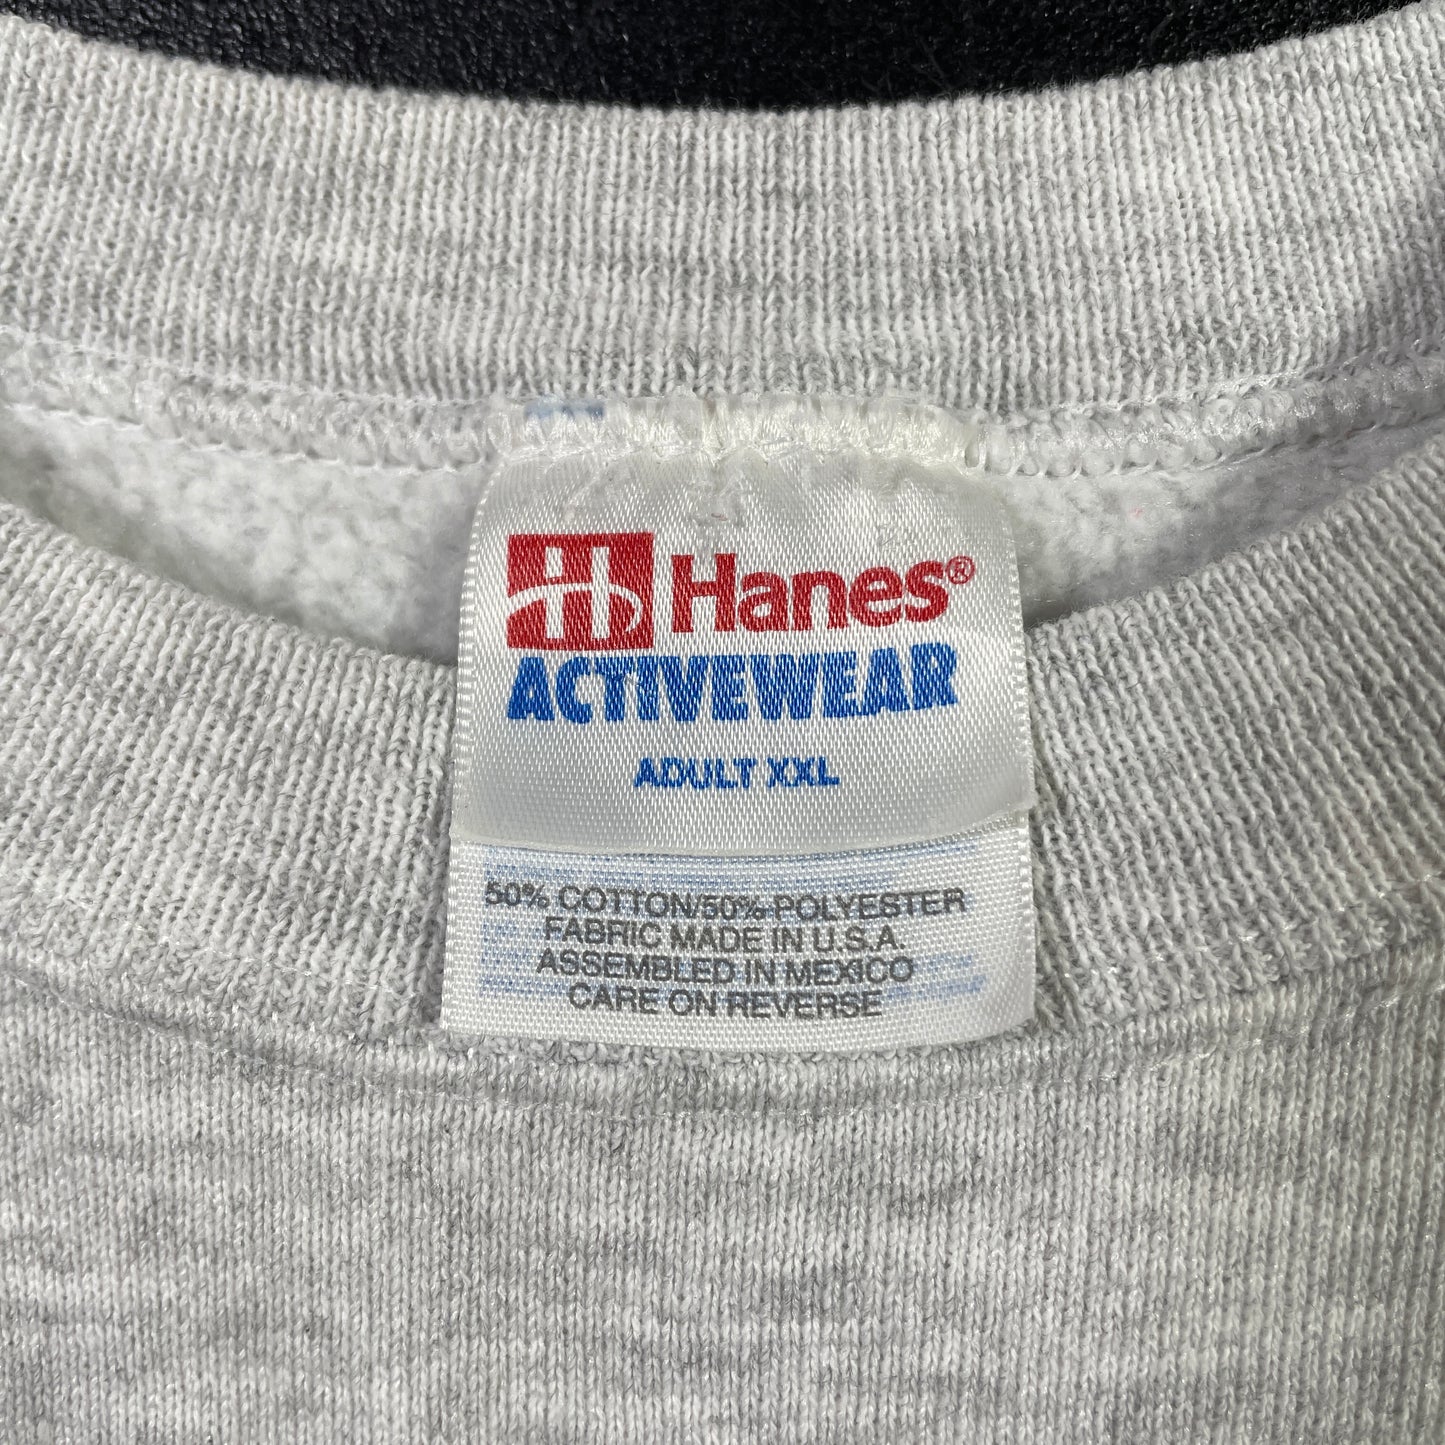 H Hanes®
ACTIVEWEAR
ADULT XXL
50% COTTON/50% POLYESTER
FABRIC MADE IN U.S.A.
ASSEMBLED IN MEXICO
CARE ON REVERSE